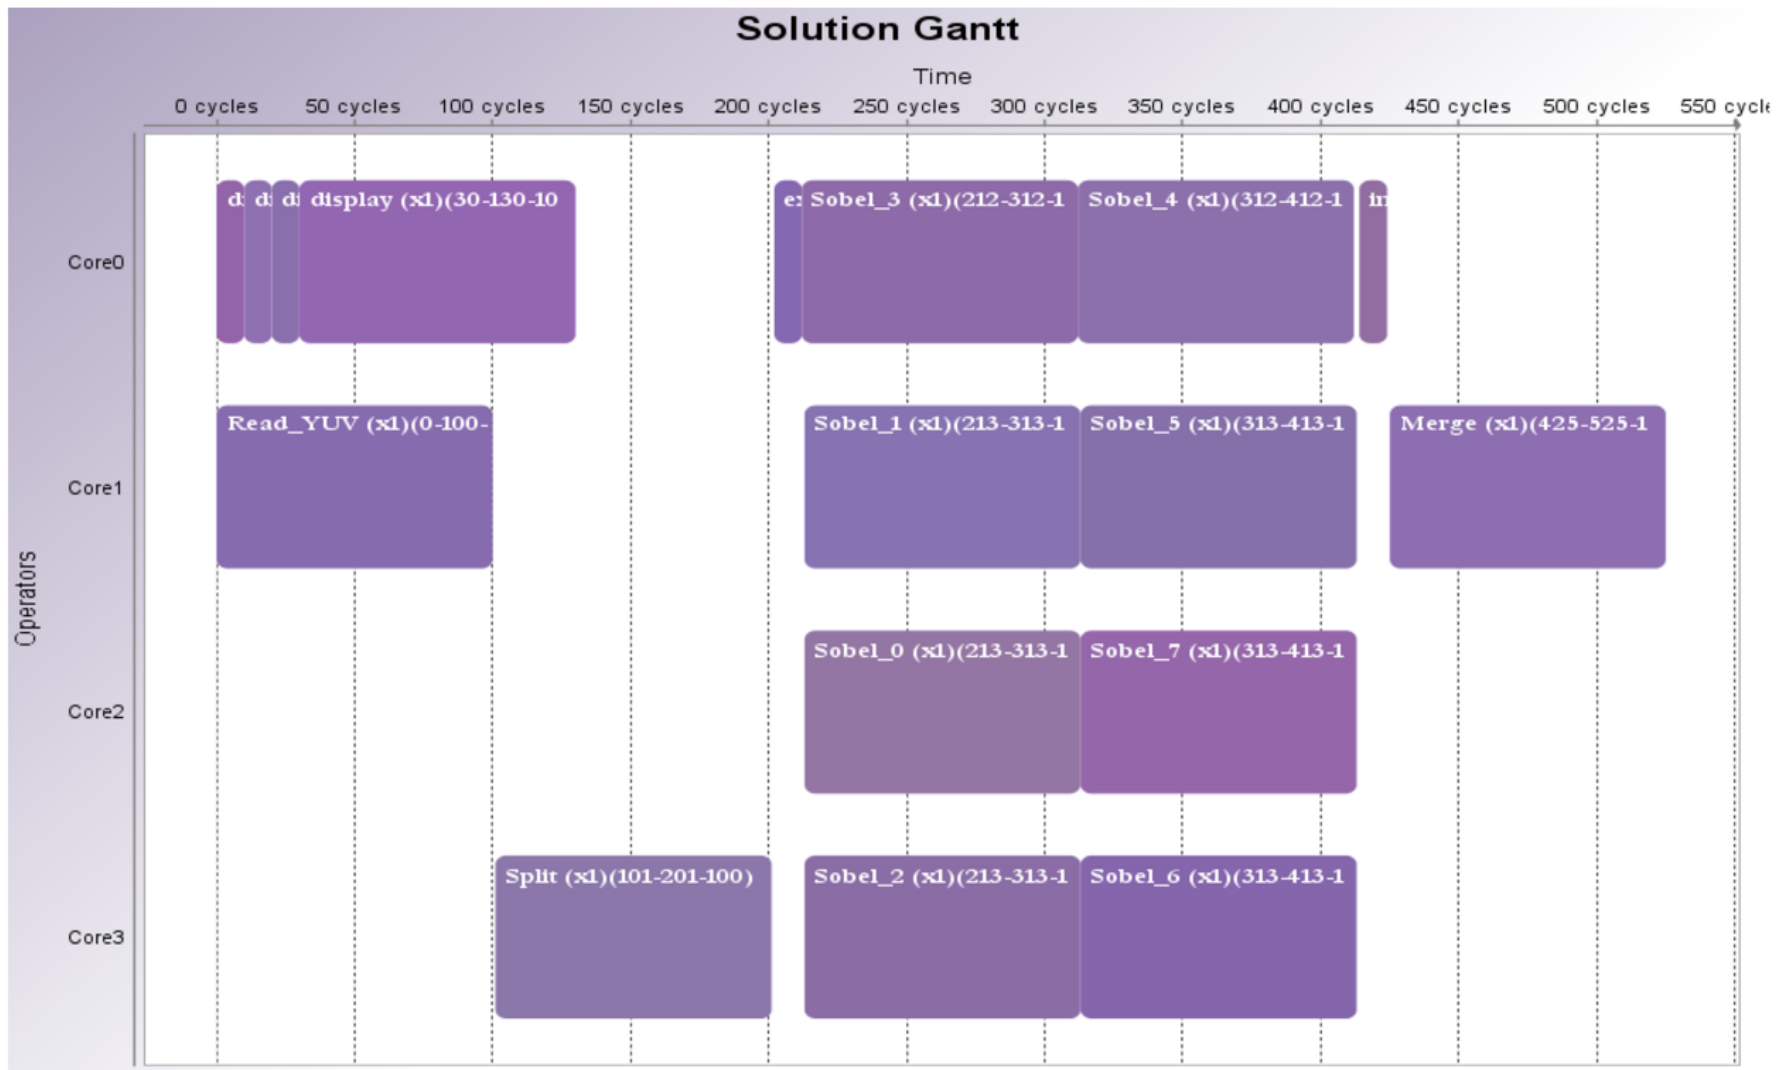 Solution Gantt
Time
0 cycles 50 cycles 100 cycles 150 cycles 200 cycles 250 cycles 300 cycles 350 cycles 400 cycles 450 cycles 500 cycles 550 cycl
Operators
Core0
display (x1)(30-130-10
Sobel_3 (x1)(212-312-1
Sobel_4 (x1)(312-412-1
in
Core1
Read_YUV (x1)(0-100-
Sobel_1 (x1)(213-313-1
Sobel_5 (x1)(313-413-1
Merge (x1)(425-525-1
Core2
Sobel_0 (x1)(213-313-1
Sobel_7 (x1)(313-413-1
Core3
Split (x1)(101-201-100)
Sobel_2 (x1)(213-313-1
Sobel_6 (x1)(313-413-1